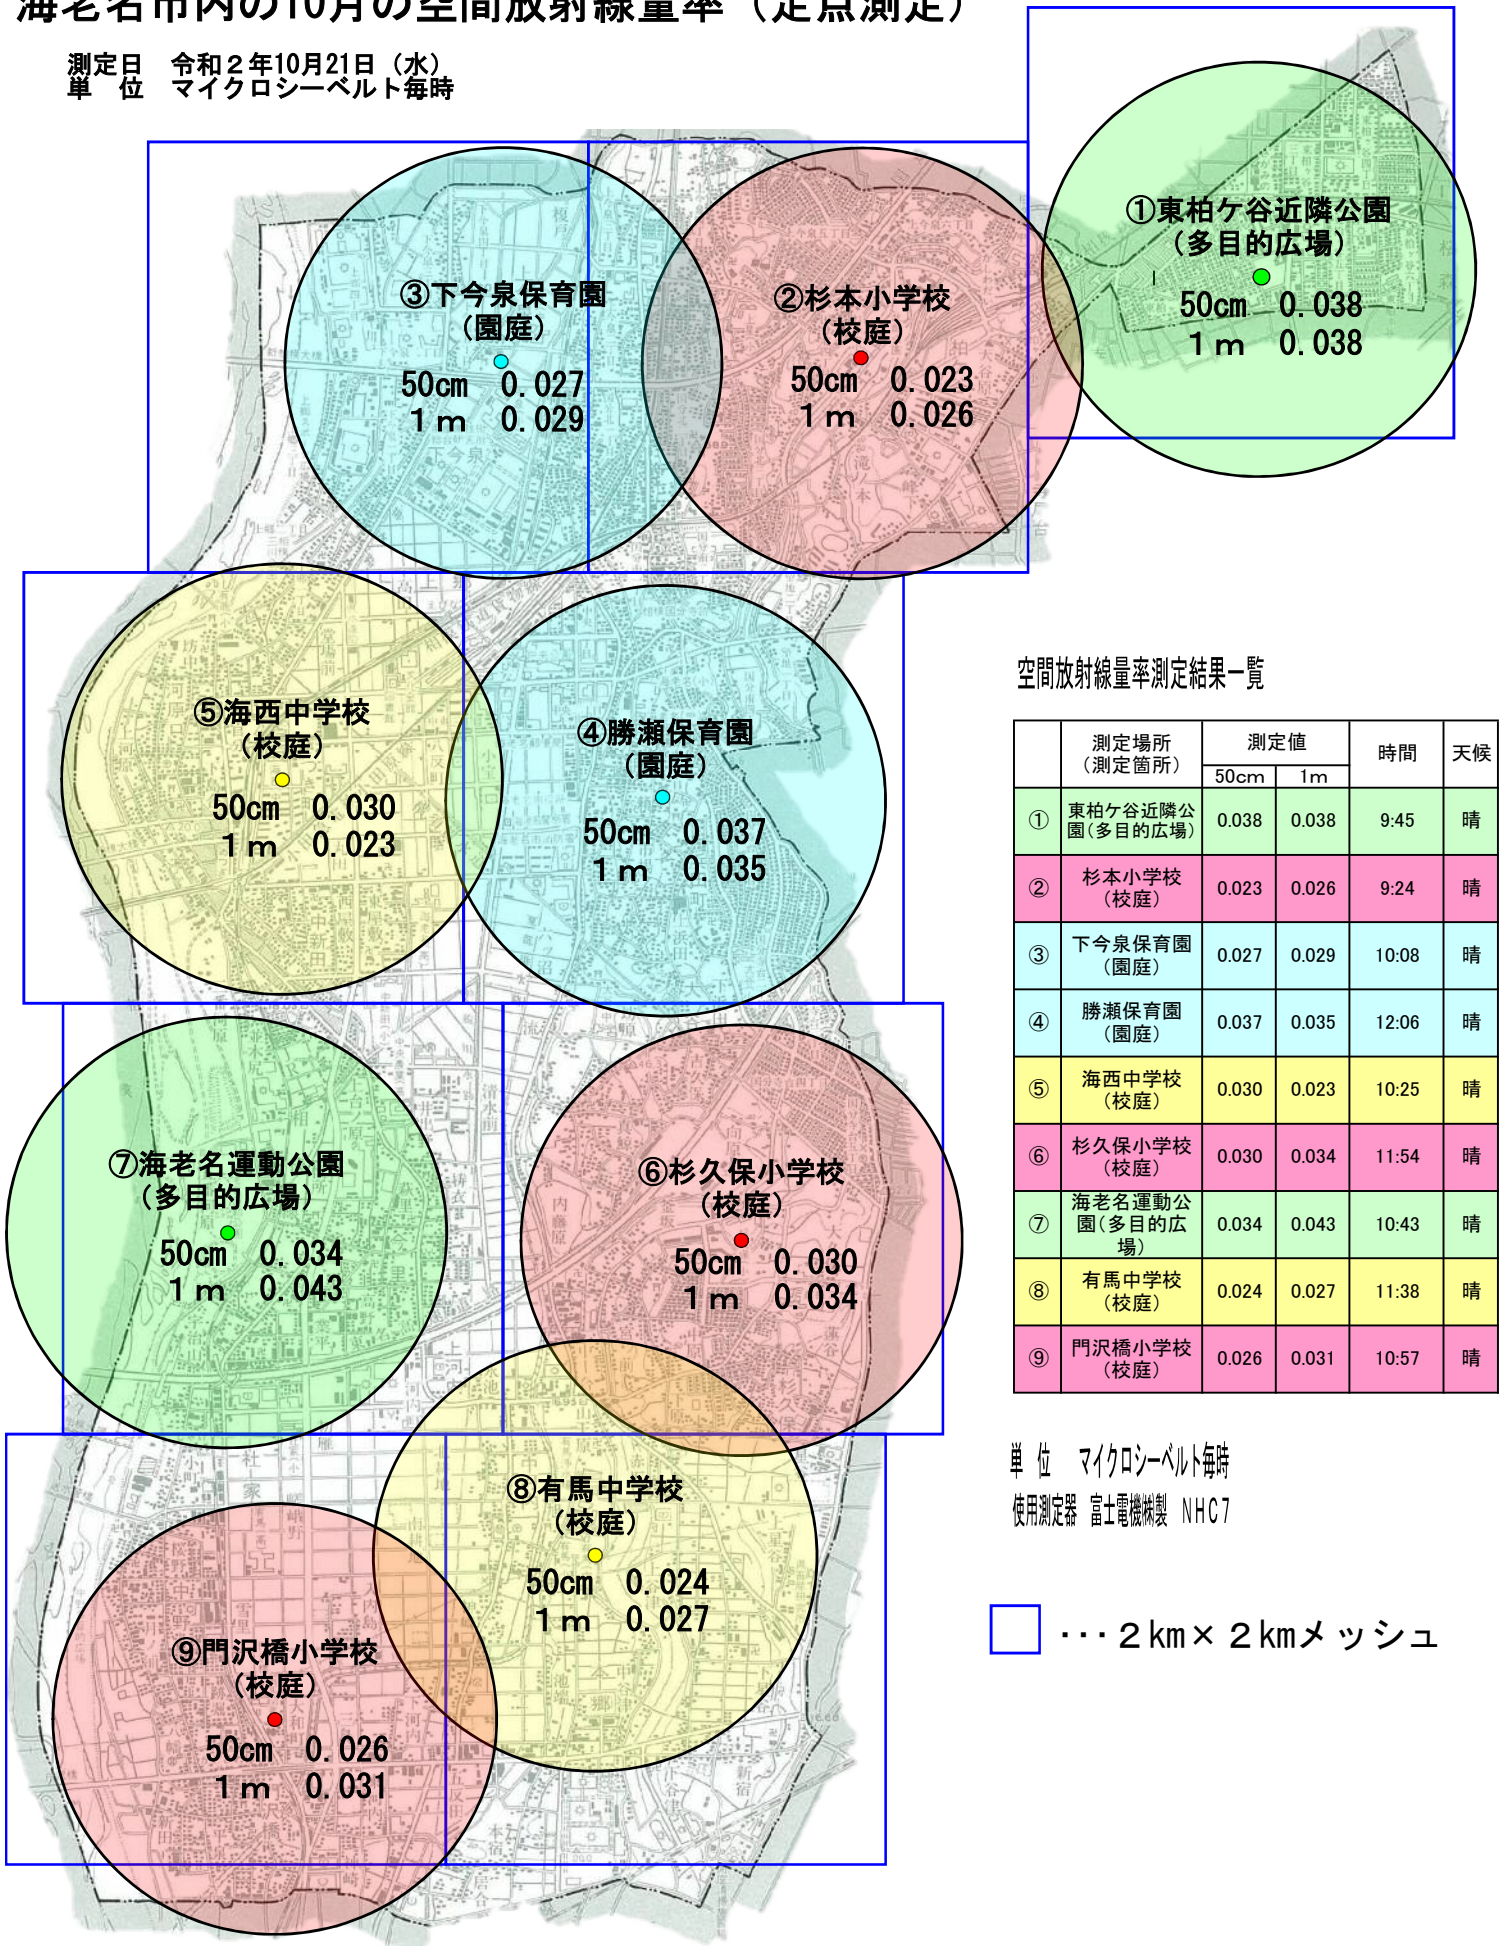 海老名市内の10月の空間放射線量率（定点測定）
測定日　令和２年10月21日（水）
単　位　マイクロシーベルト毎時
①東柏ケ谷近隣公園
（多目的広場）
50cm　0.038
１ｍ　0.038
③下今泉保育園
（園庭）
50cm　0.027
１ｍ　0.029
②杉本小学校
（校庭）
50cm　0.023
１ｍ　0.026
⑤海西中学校
（校庭）
50cm　0.030
１ｍ　0.023
④勝瀬保育園
（園庭）
50cm　0.037
１ｍ　0.035
⑦海老名運動公園
（多目的広場）
50cm　0.034
１ｍ　0.043
⑥杉久保小学校
（校庭）
50cm　0.030
１ｍ　0.034
⑧有馬中学校
（校庭）
50cm　0.024
１ｍ　0.027
⑨門沢橋小学校
（校庭）
50cm　0.026
１ｍ　0.031
空間放射線量率測定結果一覧
測定場所
（測定箇所）
測定値
50cm　1m
時間
天候
①　東柏ケ谷近隣公
園（多目的広場）　0.038　0.038　9:45　晴
②　杉本小学校
（校庭）　0.023　0.026　9:24　晴
③　下今泉保育園
（園庭）　0.027　0.029　10:08　晴
④　勝瀬保育園
（園庭）　0.037　0.035　12:06　晴
⑤　海西中学校
（校庭）　0.030　0.023　10:25　晴
⑥　杉久保小学校
（校庭）　0.030　0.034　11:54　晴
⑦　海老名運動公
園（多目的広
場）　0.034　0.043　10:43　晴
⑧　有馬中学校
（校庭）　0.024　0.027　11:38　晴
⑨　門沢橋小学校
（校庭）　0.026　0.031　10:57　晴
単　位　マイクロシーベルト毎時
使用測定器　富士電機㈱製　ＮＨＣ７
・・・２km×２kmメッシュ